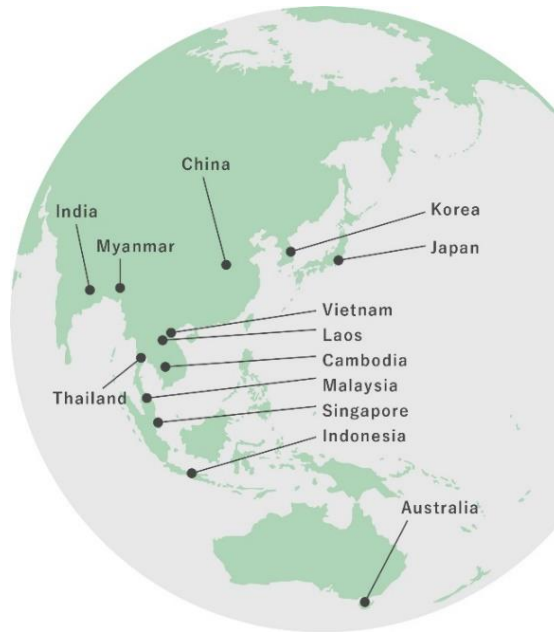 China
India
Korea
Myanmar
Japan
Vietnam
Laos
Cambodia
Malaysia
Thailand
Singapore
Indonesia
Australia